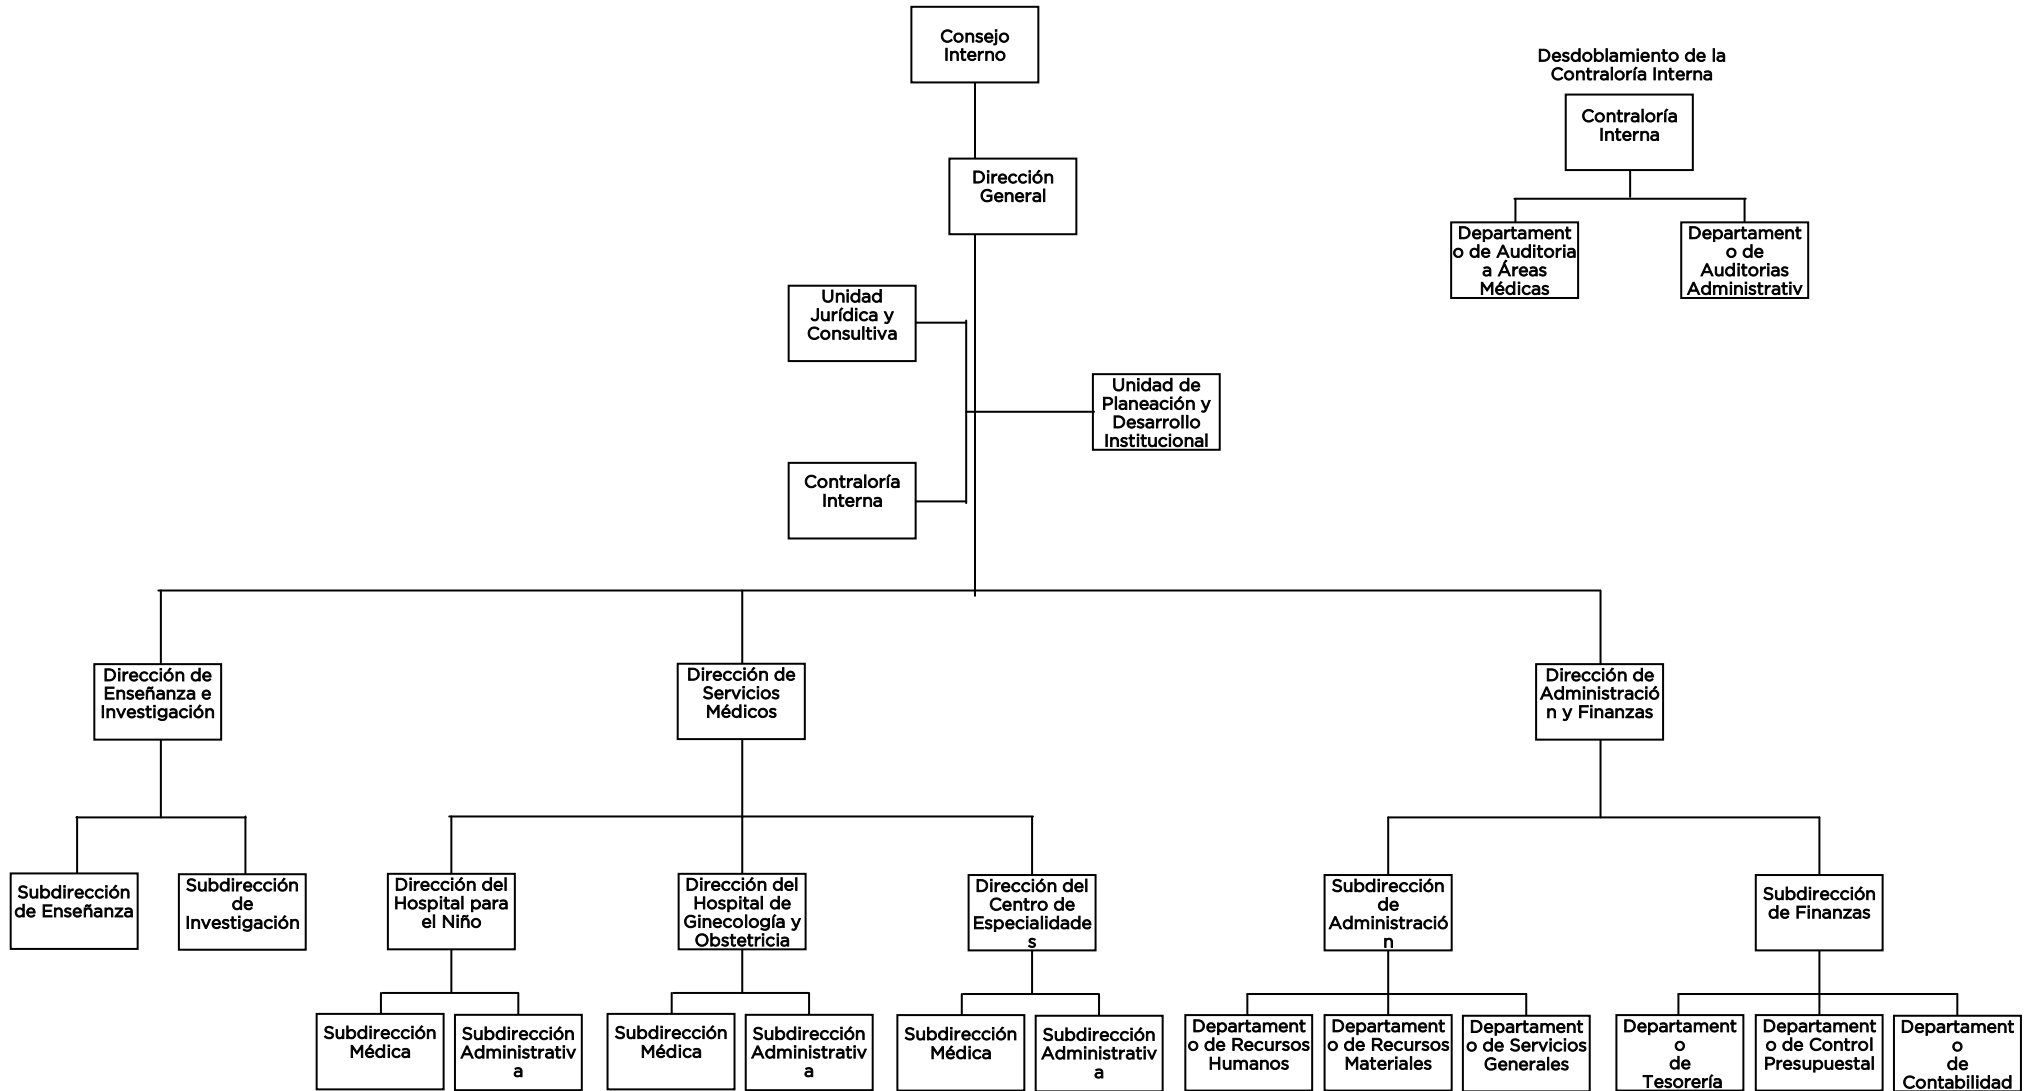 Consejo
Interno
Desdoblamiento de la
Contraloría Interna
Contraloría
Interna
Dirección
General
Departament
o de Auditoria
a Áreas
Médicas
Departament
o de
Auditorias
Administrativ
Unidad
Jurídica y
Consultiva
Unidad de
Planeación y
Desarrollo
Institucional
Contraloría
Interna
Dirección de
Enseñanza e
Investigación
Dirección de
Servicios
Médicos
Dirección de
Administració
n y Finanzas
Subdirección
de Enseñanza
Subdirección
de
Investigación
Dirección del
Hospital para
el Niño
Dirección del
Hospital de
Ginecología y
Obstetricia
Dirección del
Centro de
Especialidade
s
Subdirección
de
Administració
n
Subdirección
de Finanzas
Subdirección
Médica
Subdirección
Administrativ
a
Subdirección
Médica
Subdirección
Administrativ
a
Subdirección
Médica
Subdirección
Administrativ
a
Departament
o de Recursos
Humanos
Departament
o de Recursos
Materiales
Departament
o de Servicios
Generales
Departament
o
de
Tesorería
Departament
o de Control
Presupuestal
Departament
o
de
Contabilidad